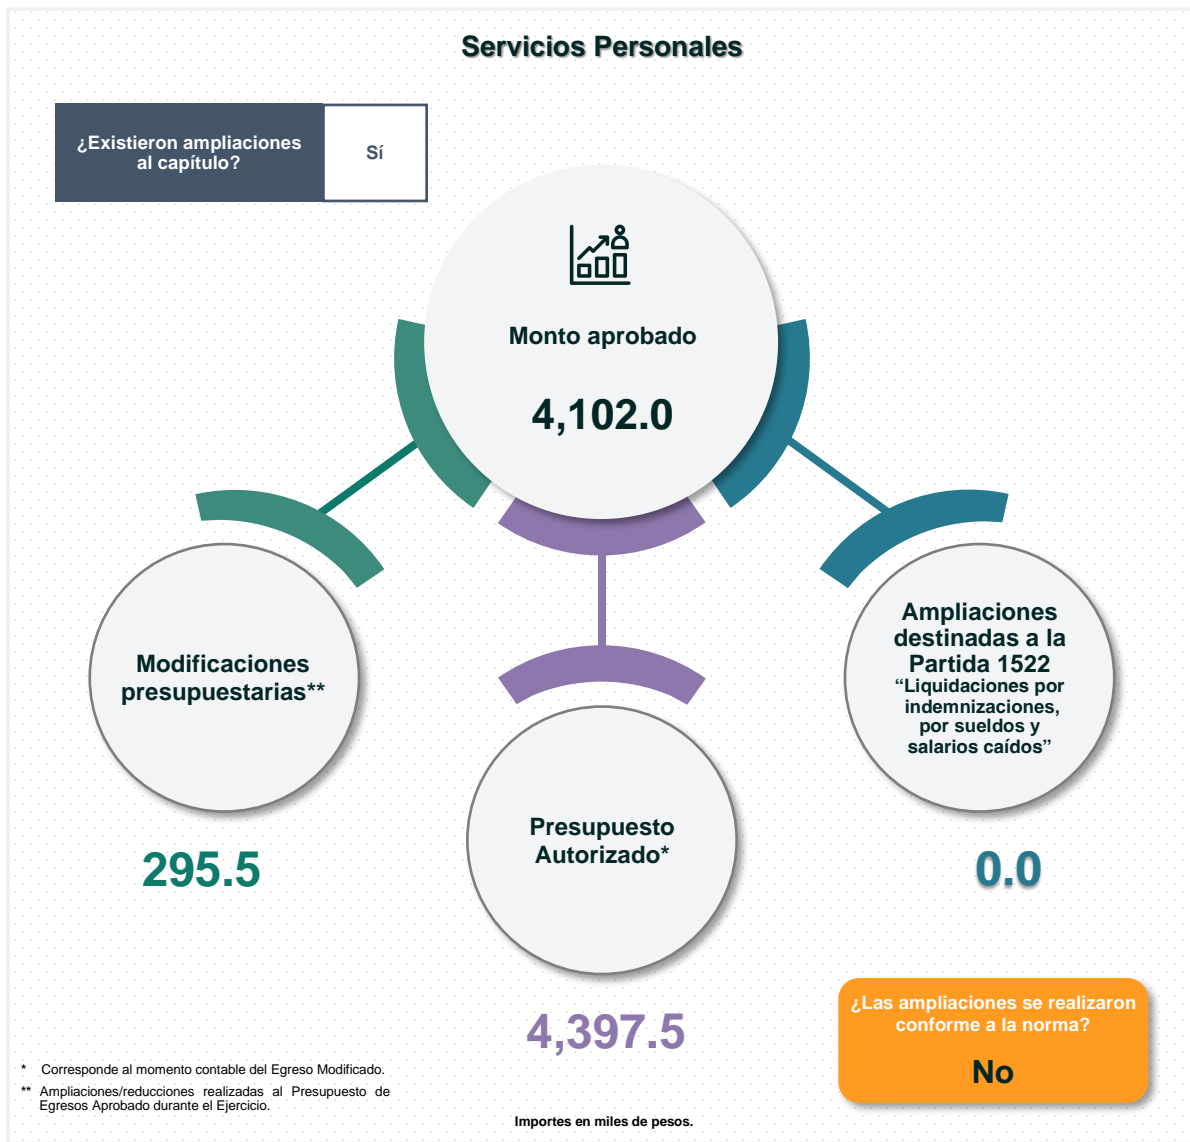 Servicios Personales
¿Existieron ampliaciones
al capítulo?
Sí
Monto aprobado
4,102.0
Modificaciones
presupuestarias**
295.5
Presupuesto
Autorizado*
4,397.5
Ampliaciones
destinadas a la
Partida 1522
“Liquidaciones por
indemnizaciones,
por sueldos y
salarios caídos”
0.0
¿Las ampliaciones se realizaron
conforme a la norma?
No
* Corresponde al momento contable del Egreso Modificado.
** Ampliaciones/reducciones realizadas al Presupuesto de
Egresos Aprobado durante el Ejercicio.
Importes en miles de pesos.